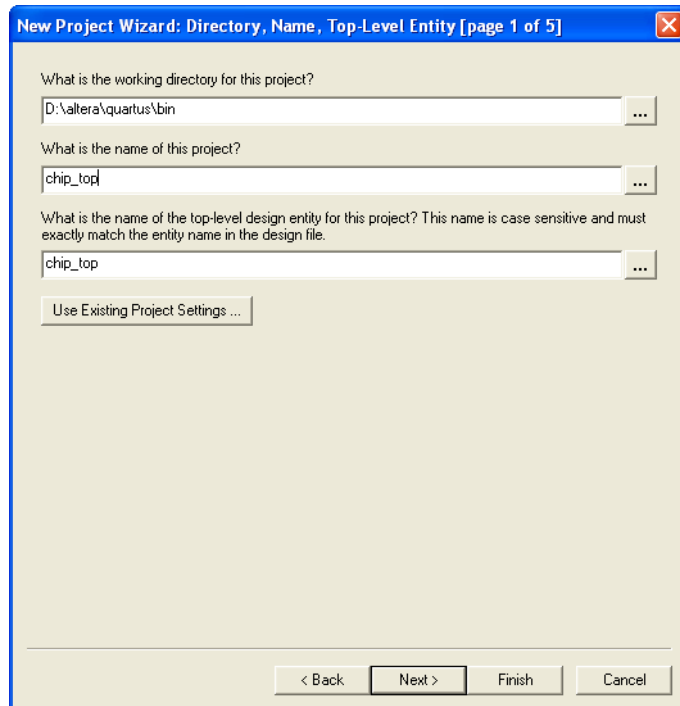 New Project Wizard: Directory, Name, Top-Level Entity [page 1 of 5]
What is the working directory for this project?
D:\altera\quartus\bin
...
What is the name of this project?
chip_top
...
What is the name of the top-level design entity for this project? This name is case sensitive and must
exactly match the entity name in the design file.
chip_top
...
Use Existing Project Settings ...
< Back
Next >
Finish
Cancel